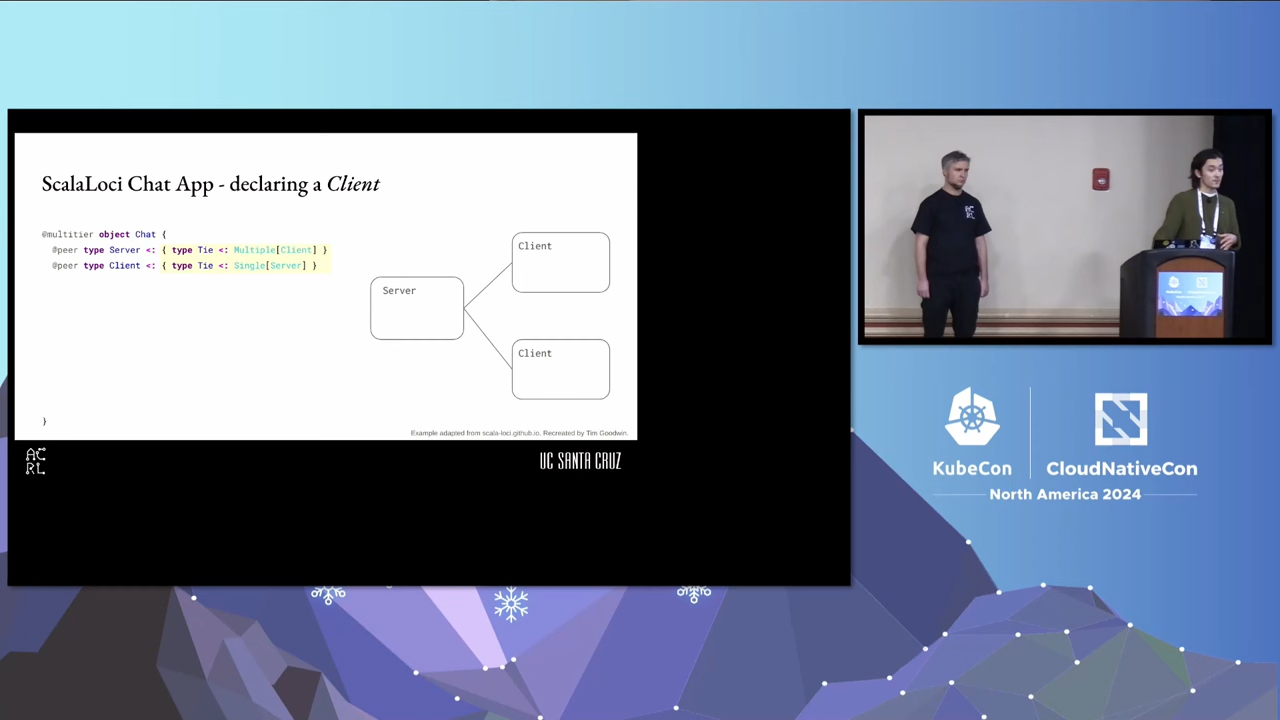 ScalaLoci Chat App - declaring a Client
@multitier object Chat {
@peer type Server <: { type Tie <: Multiple[Client] }
@peer type Client <: { type Tie <: Single[Server] }
}
Server
Client
Client
Example adapted from scala-loci.github.io. Recreated by Tim Goodwin.
AC
RL
UC SANTA CRUZ
KubeCon
CloudNativeCon
North America 2024